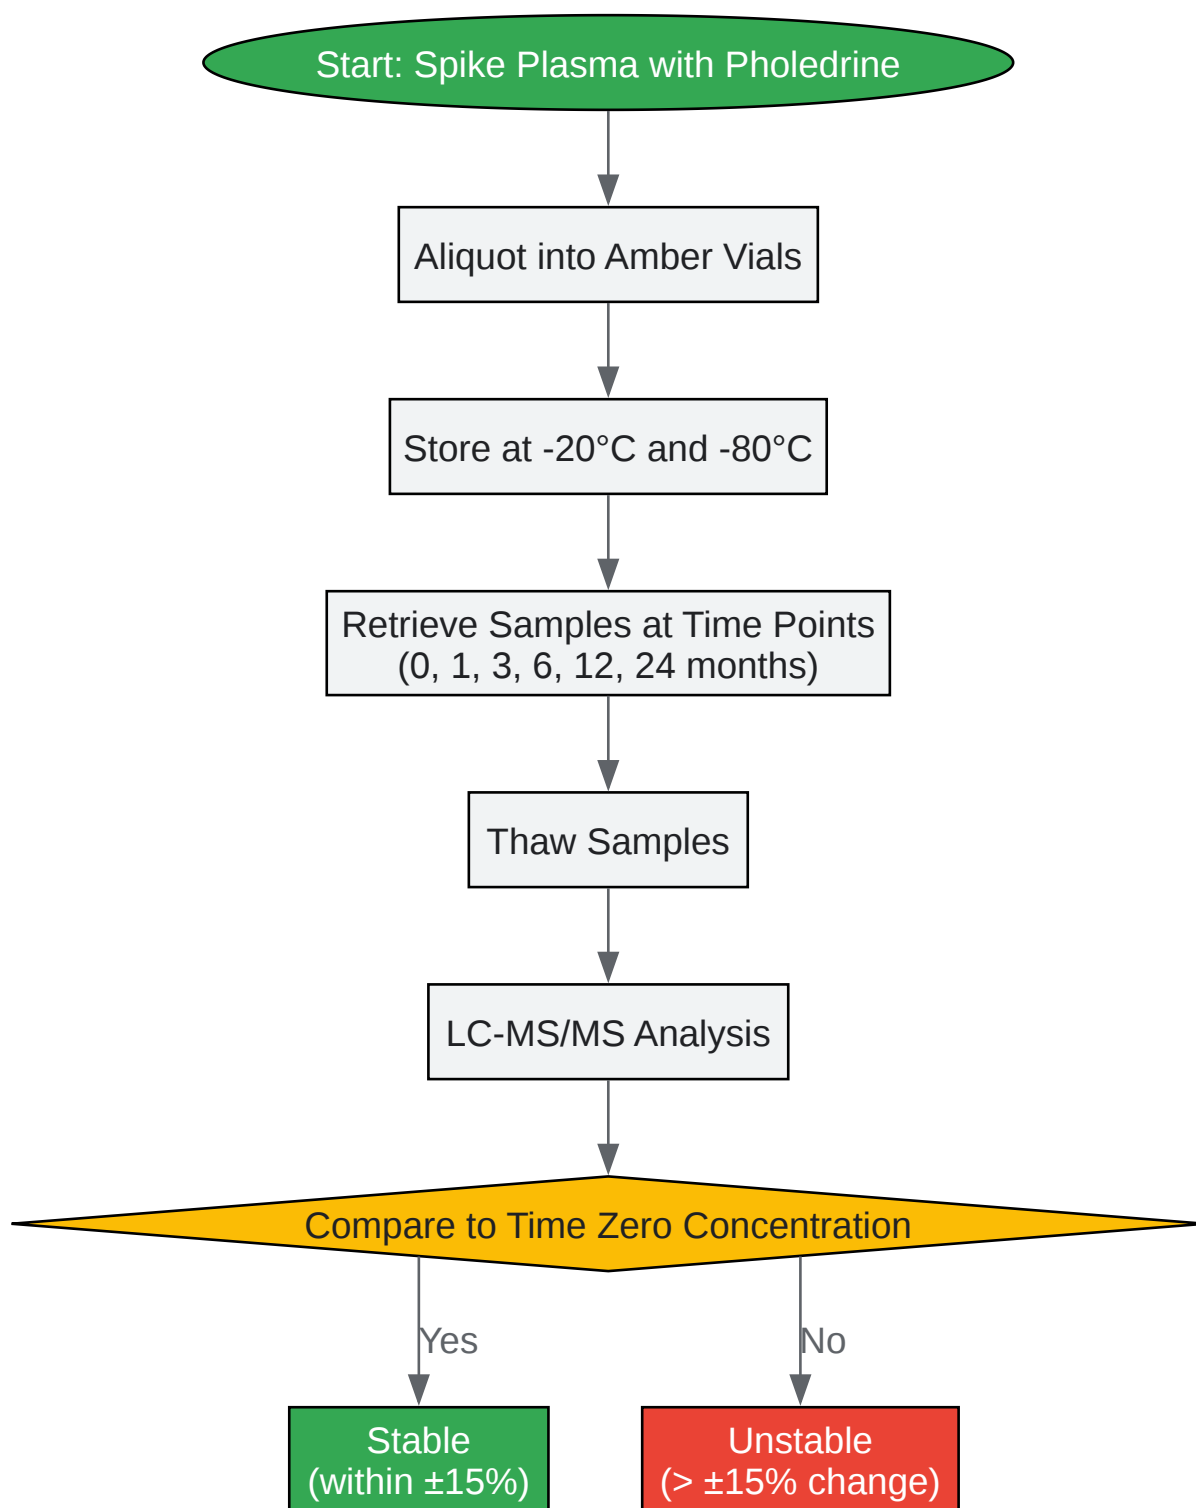 Start: Spike Plasma with Pholedrine
Aliquot into Amber Vials
Store at -20°C and -80°C
Retrieve Samples at Time Points
(0, 1, 3, 6, 12, 24 months)
Thaw Samples
LC-MS/MS Analysis
Compare to Time Zero Concentration
Yes
No
Stable
(within ±15%)
Unstable
(> ±15% change)